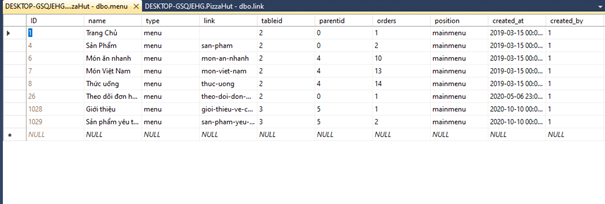 DESKTOP-GSQJEHG....zaHut - dbo.menu DESKTOP-GSQJEHG.PizzaHut - dbo.link
ID name type link tableid parentid orders position created_at created_by
1 Trang Chủ menu 2 0 1 mainmenu 2019-03-15 00:0... 1
4 Sản Phẩm menu san-pham 2 0 2 mainmenu 2019-03-15 00:0... 1
6 Món ăn nhanh menu mon-an-nhanh 2 4 10 mainmenu 2019-03-15 00:0... 1
7 Món Việt Nam menu mon-viet-nam 2 4 13 mainmenu 2019-03-15 00:0... 1
8 Thức uống menu thuc-uong 2 4 14 mainmenu 2019-03-15 00:0... 1
26 Theo dõi đơn h... menu theo-doi-don-... 2 0 1 mainmenu 2020-05-06 23:0... 1
1028 Giới thiệu menu gioi-thieu-ve-c... 3 5 1 mainmenu 2020-10-10 00:0... 1
1029 Sản phẩm yêu t... menu san-pham-yeu-... 3 5 2 mainmenu 2020-10-10 00:0... 1
NULL NULL NULL NULL NULL NULL NULL NULL NULL NULL